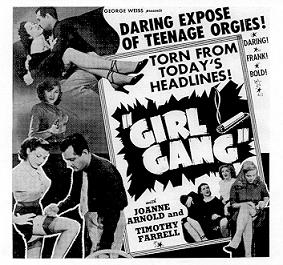 GEORGE WEISS presents
DARING EXPOSE
OF TEENAGE ORGIES!
TORN FROM
TODAY'S
HEADLINES!
DARING!
FRANK!
BOLD!
"GIRL
GANG"
with
JOANNE
ARNOLD and
TIMOTHY
FARRELL